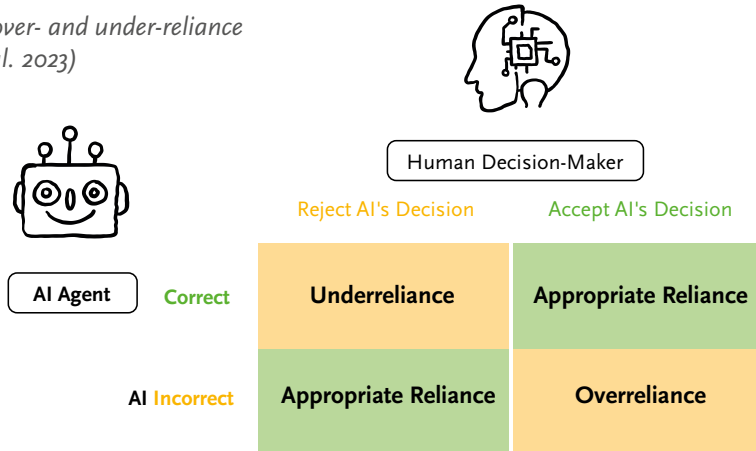 over- and under-reliance
2023)
Human Decision-Maker
Reject AI's Decision
Accept AI's Decision
AI Agent
Correct
Underreliance
Appropriate Reliance
AI Incorrect
Appropriate Reliance
Overreliance